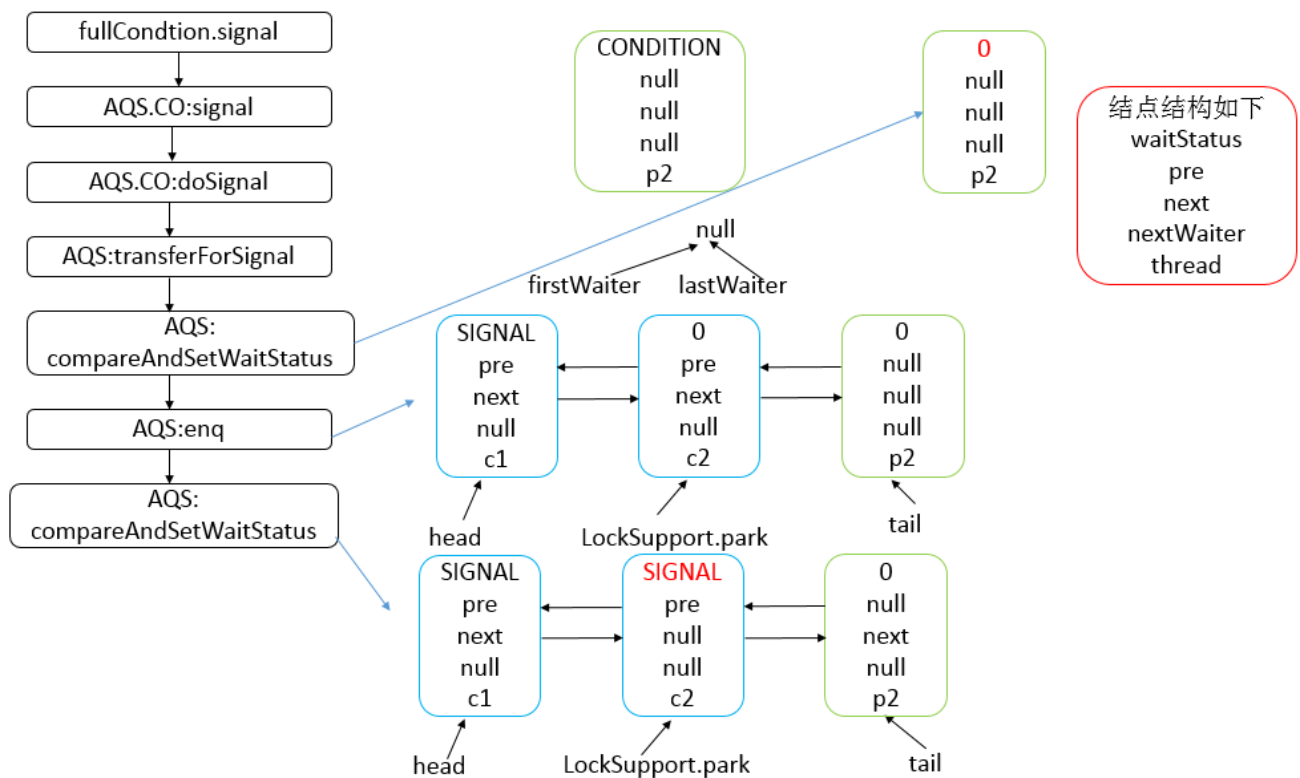 fullCondtion.signal
AQS.CO:signal
AQS.CO:doSignal
AQS:transferForSignal
AQS:
compareAndSetWaitStatus
AQS:enq
AQS:
compareAndSetWaitStatus
CONDITION
null
null
null
p2
0
null
null
null
p2
结点结构如下
waitStatus
pre
next
nextWaiter
thread
null
firstWaiter
lastWaiter
SIGNAL
pre
next
null
c1
0
pre
next
null
c2
0
null
null
null
p2
head
LockSupport.park
tail
SIGNAL
pre
next
null
c1
SIGNAL
pre
null
null
c2
0
null
next
null
p2
head
LockSupport.park
tail